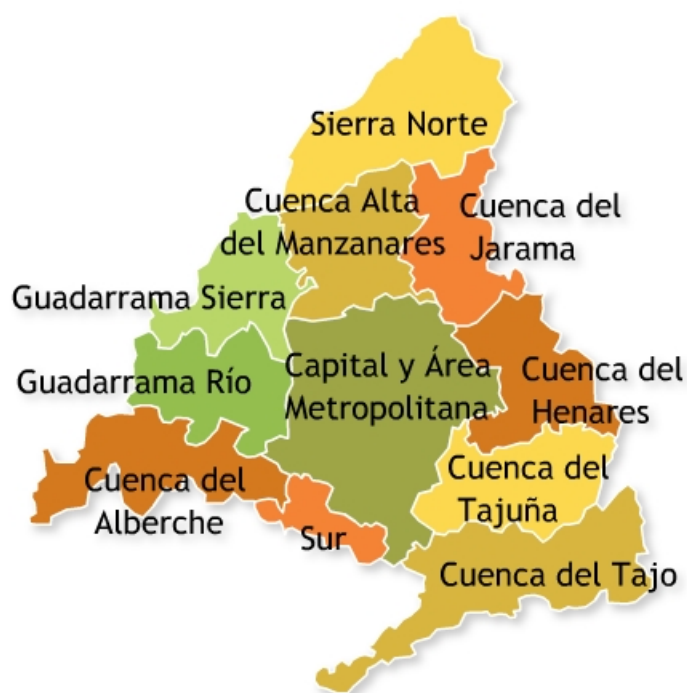 Sierra Norte
Cuenca Alta
del Manzanares
Cuenca del
Jarama
Guadarrama Sierra
Guadarrama Río
Capital y Área
Metropolitana
Cuenca del
Henares
Cuenca del
Alberche
Cuenca del
Tajuña
Sur
Cuenca del Tajo